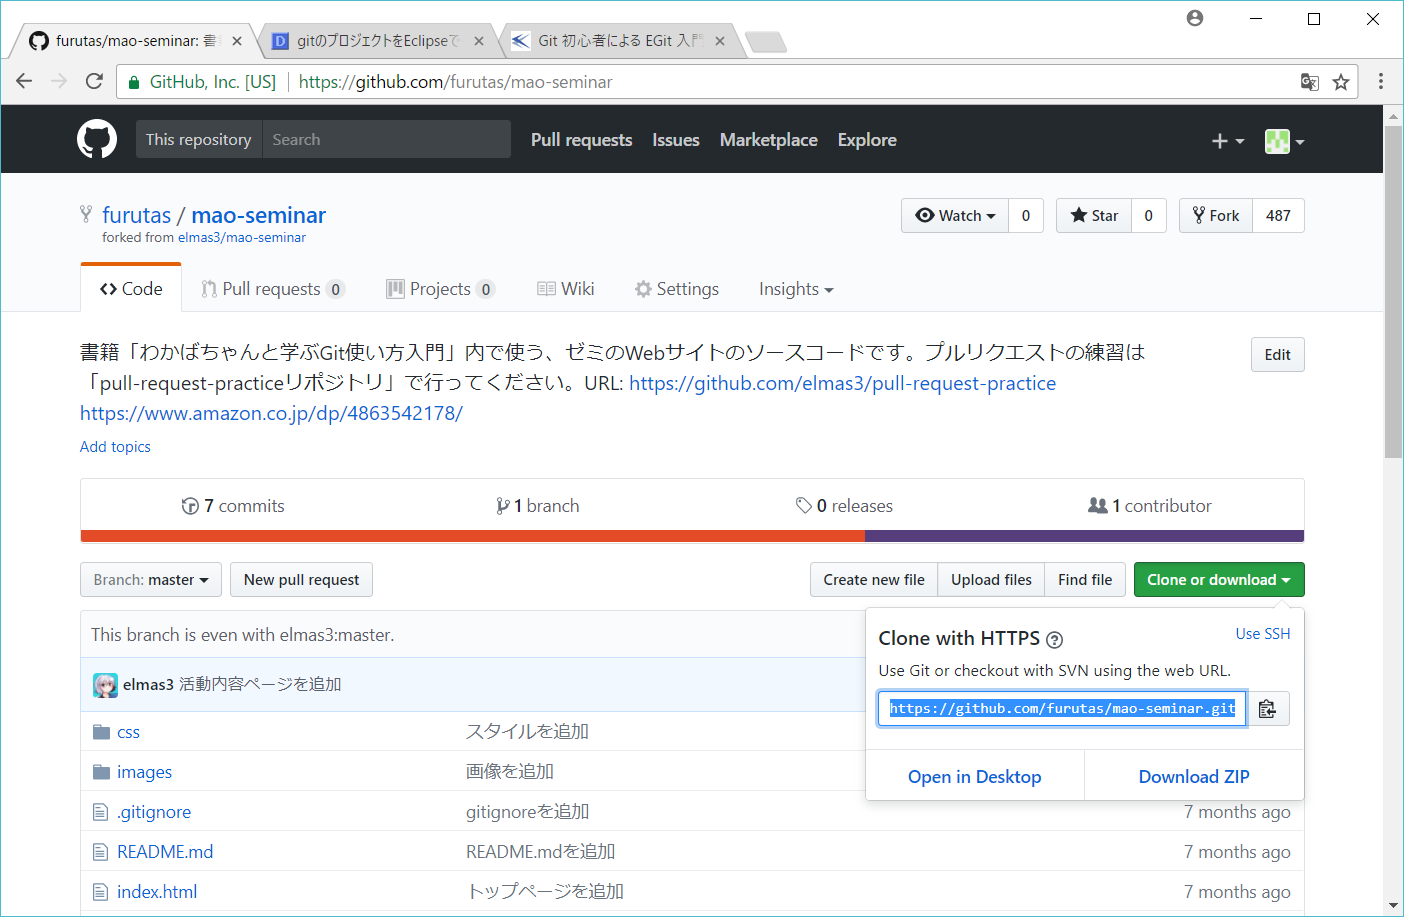 furutas/mao-seminar: 書
gitのプロジェクトをEclipseで
Git 初心者による EGit 入門
GitHub, Inc. [US]
https://github.com/furutas/mao-seminar
This repository
Search
Pull requests
Issues
Marketplace
Explore
furutas / mao-seminar
forked from elmas3/mao-seminar
Watch 0
Star 0
Fork 487
Code
Pull requests 0
Projects 0
Wiki
Settings
Insights
書籍「わかばちゃんと学ぶGit使い方入門」内で使う、ゼミのWebサイトのソースコードです。プルリクエストの練習は
「pull-request-practiceリポジトリ」で行ってください。URL: https://github.com/elmas3/pull-request-practice
https://www.amazon.co.jp/dp/4863542178/
Edit
Add topics
7 commits
1 branch
0 releases
1 contributor
Branch: master
New pull request
Create new file
Upload files
Find file
Clone or download
This branch is even with elmas3:master.
Clone with HTTPS ?
Use SSH
Use Git or checkout with SVN using the web URL.
https://github.com/furutas/mao-seminar.git
Open in Desktop
Download ZIP
elmas3 活動内容ページを追加
css スタイルを追加
images 画像を追加
.gitignore gitignoreを追加 7 months ago
README.md README.mdを追加 7 months ago
index.html トップページを追加 7 months ago